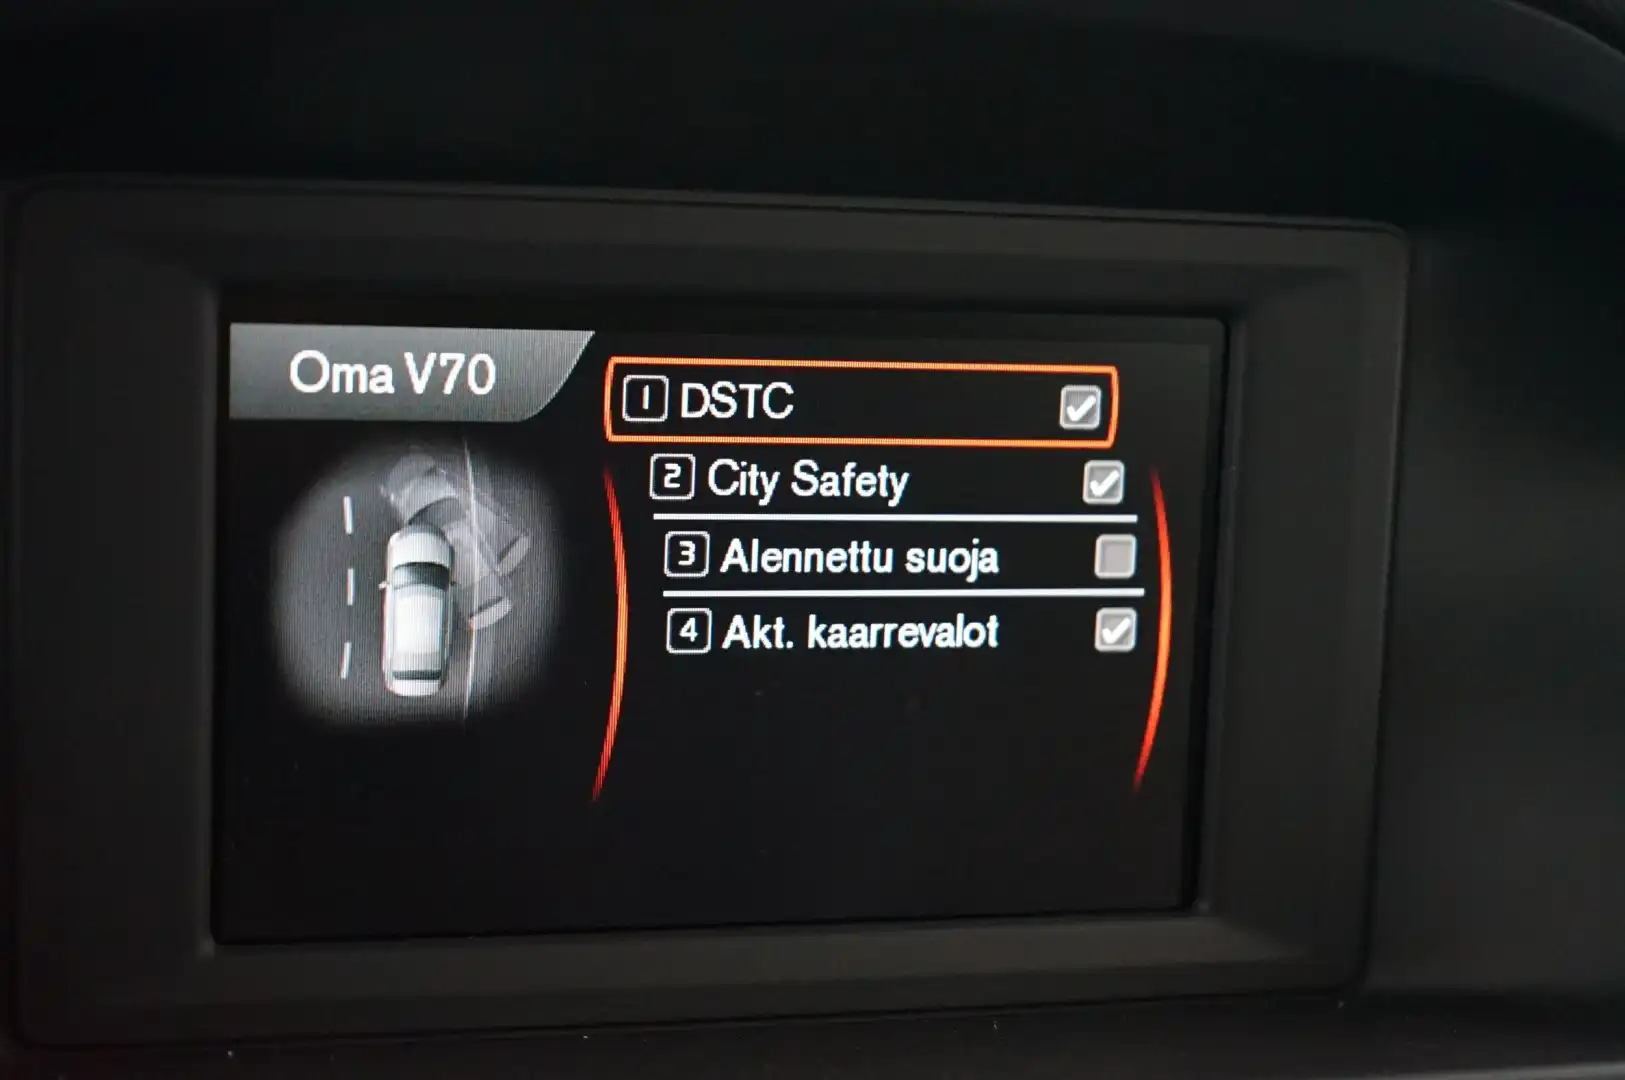 Oma V70
1 DSTC
2 City Safety
3 Alennettu suoja
4 Akt. kaarrevalot